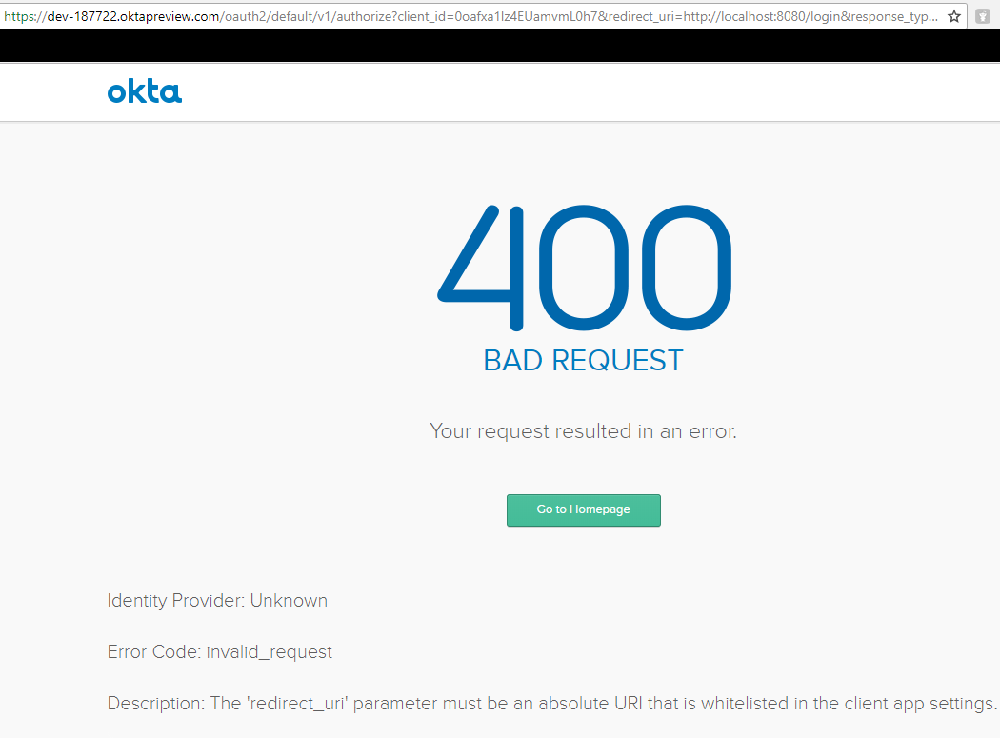 https://dev-187722.oktapreview.com/oauth2/default/v1/authorize?client_id=0oafxa1lz4EUamvmL0h7&redirect_uri=http://localhost:8080/login&response_typ...
okta
400
BAD REQUEST
Your request resulted in an error.
Go to Homepage
Identity Provider: Unknown
Error Code: invalid_request
Description: The 'redirect_uri' parameter must be an absolute URI that is whitelisted in the client app settings.